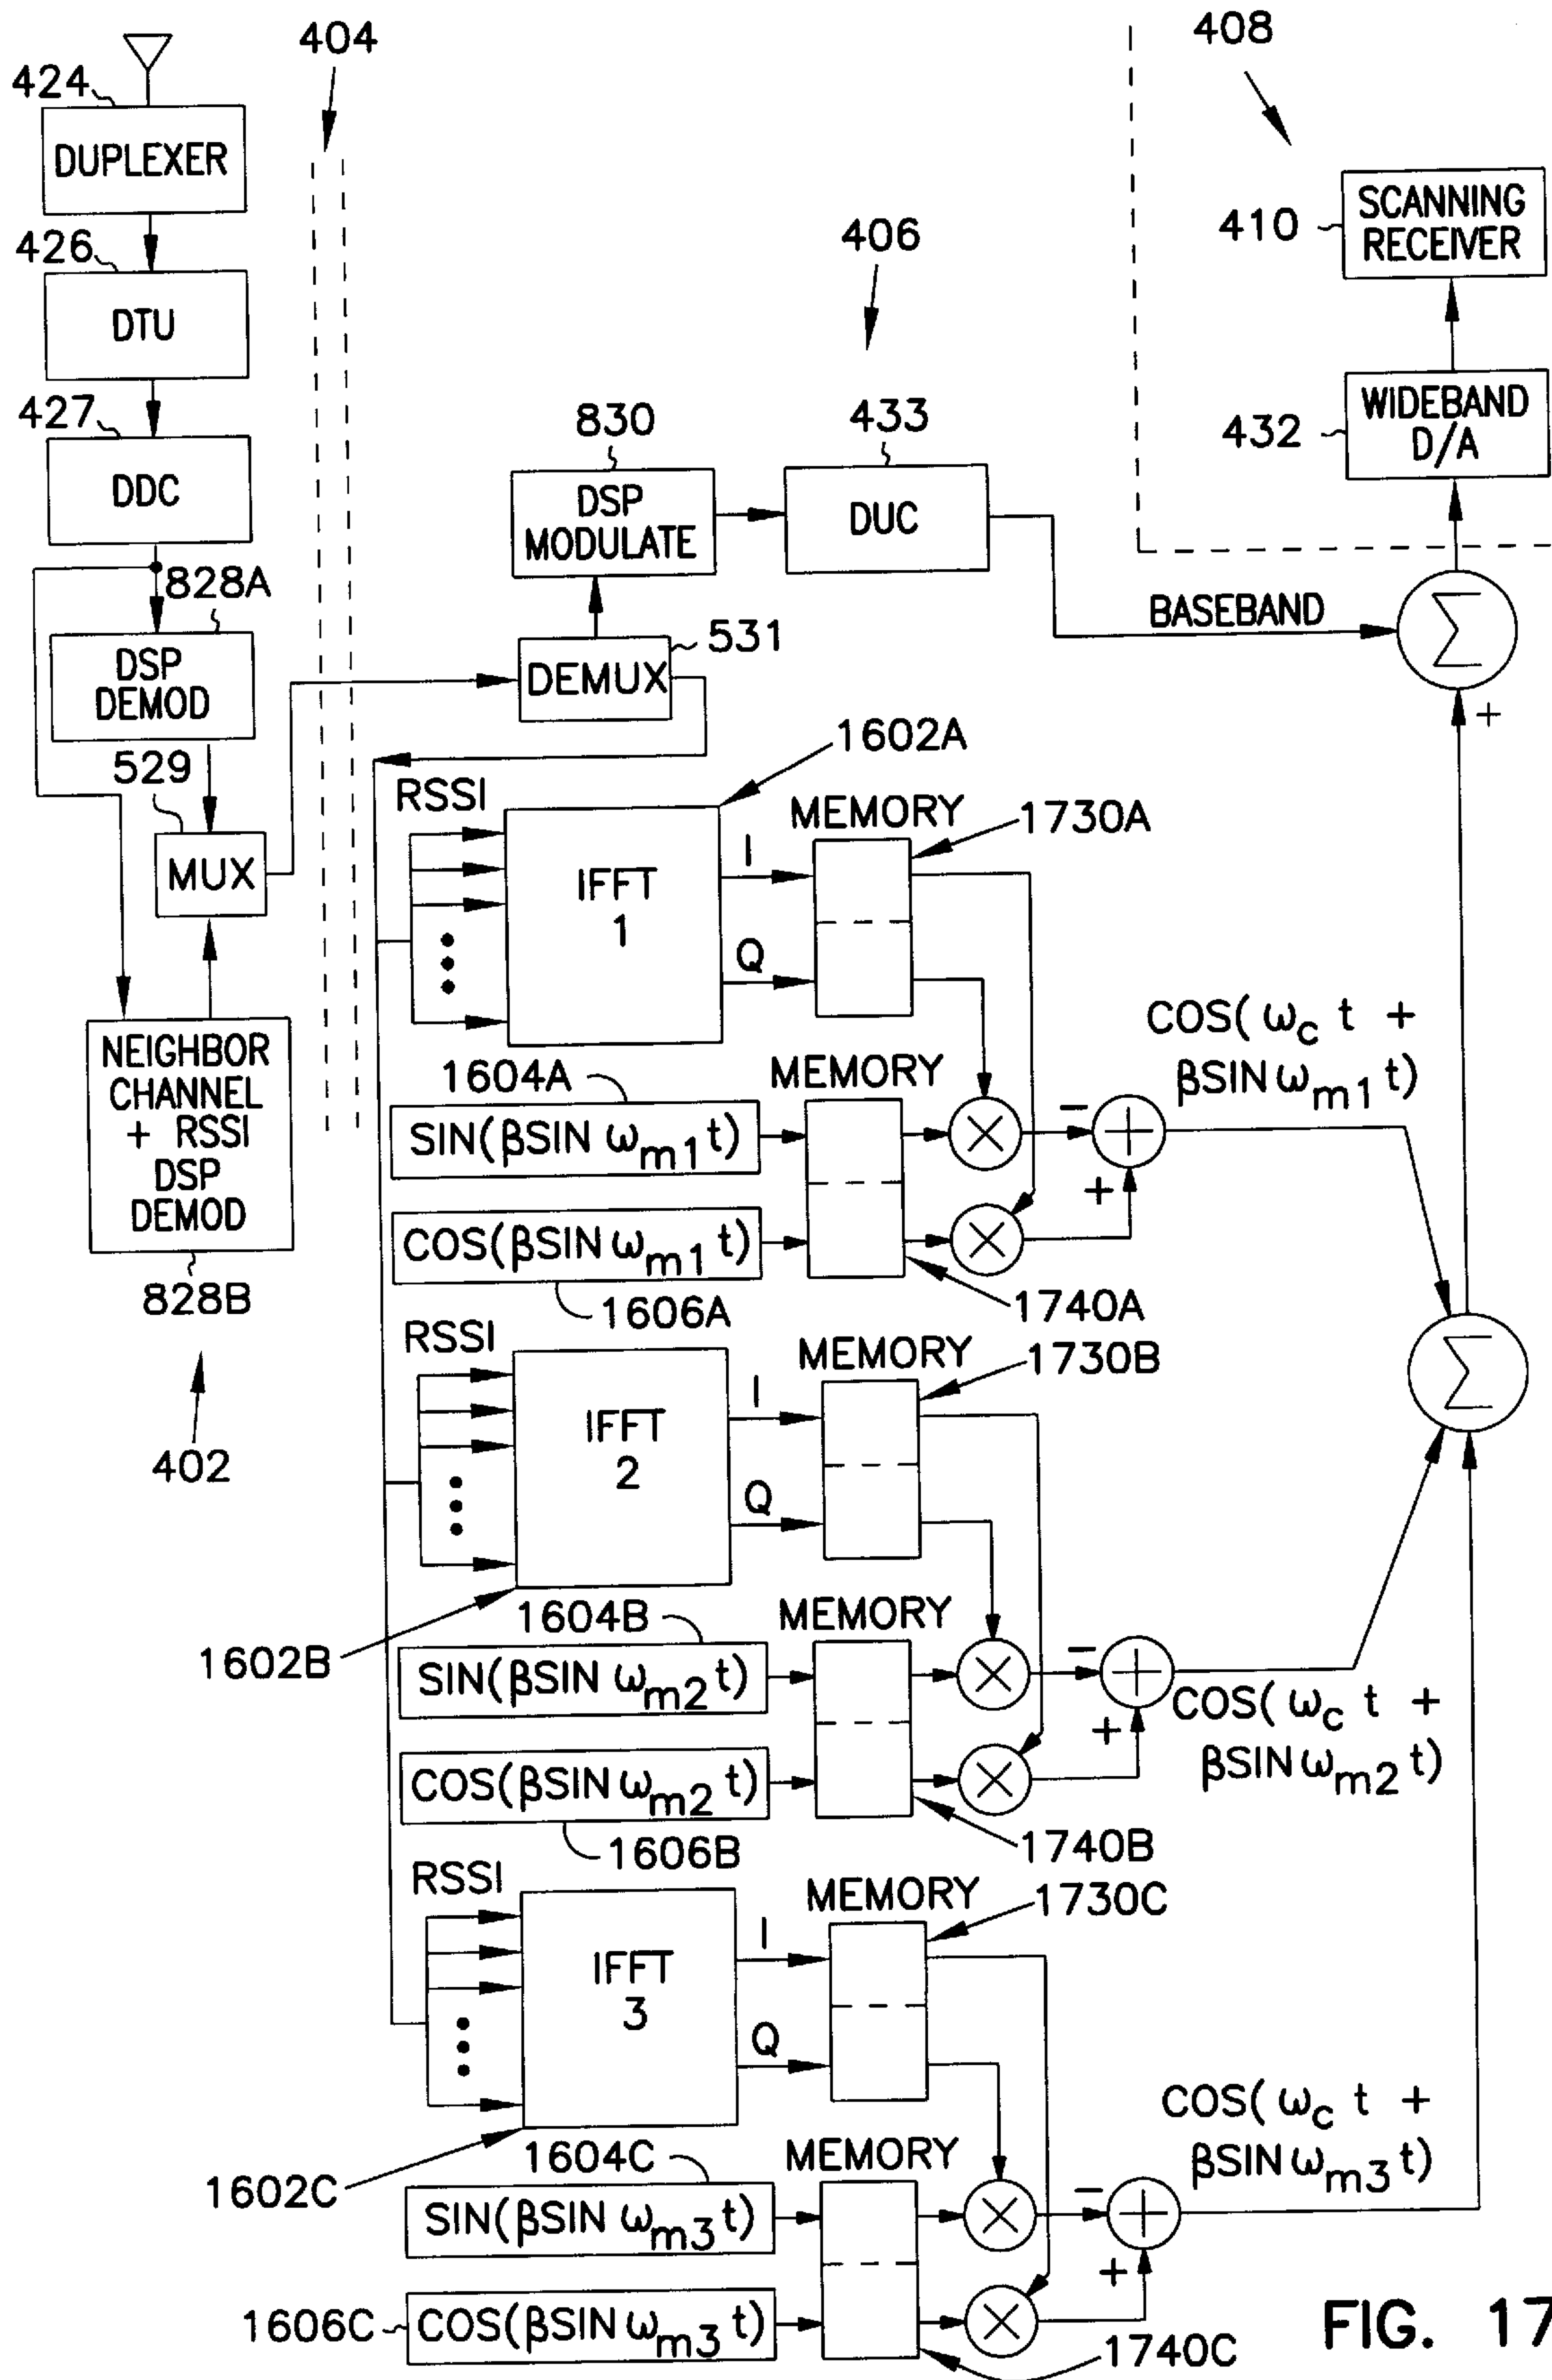 404
408
424
DUPLEXER
426
DTU
427
DDC
828A
DSP
DEMOD
529
MUX
NEIGHBOR
CHANNEL
+ RSSI
DSP
DEMOD
828B
402
406
410
SCANNING
RECEIVER
432
WIDEBAND
D/A
830
DSP
MODULATE
433
DUC
531
DEMUX
BASEBAND
Σ
+
1602A
RSSI
IFFT
1
I
Q
MEMORY
1730A
1604A
MEMORY
SIN(βSIN ωm1 t)
COS(βSIN ωm1 t)
1606A
1740A
−
+
COS( ωc t +
βSIN ωm1 t)
Σ
RSSI
IFFT
2
I
Q
MEMORY
1730B
1602B
1604B
MEMORY
SIN(βSIN ωm2 t)
COS(βSIN ωm2 t)
1606B
1740B
−
+
COS( ωc t +
βSIN ωm2 t)
RSSI
IFFT
3
I
Q
MEMORY
1730C
1602C
1604C
MEMORY
SIN(βSIN ωm3 t)
1606C
COS(βSIN ωm3 t)
1740C
−
+
COS( ωc t +
βSIN ωm3 t)
FIG. 17